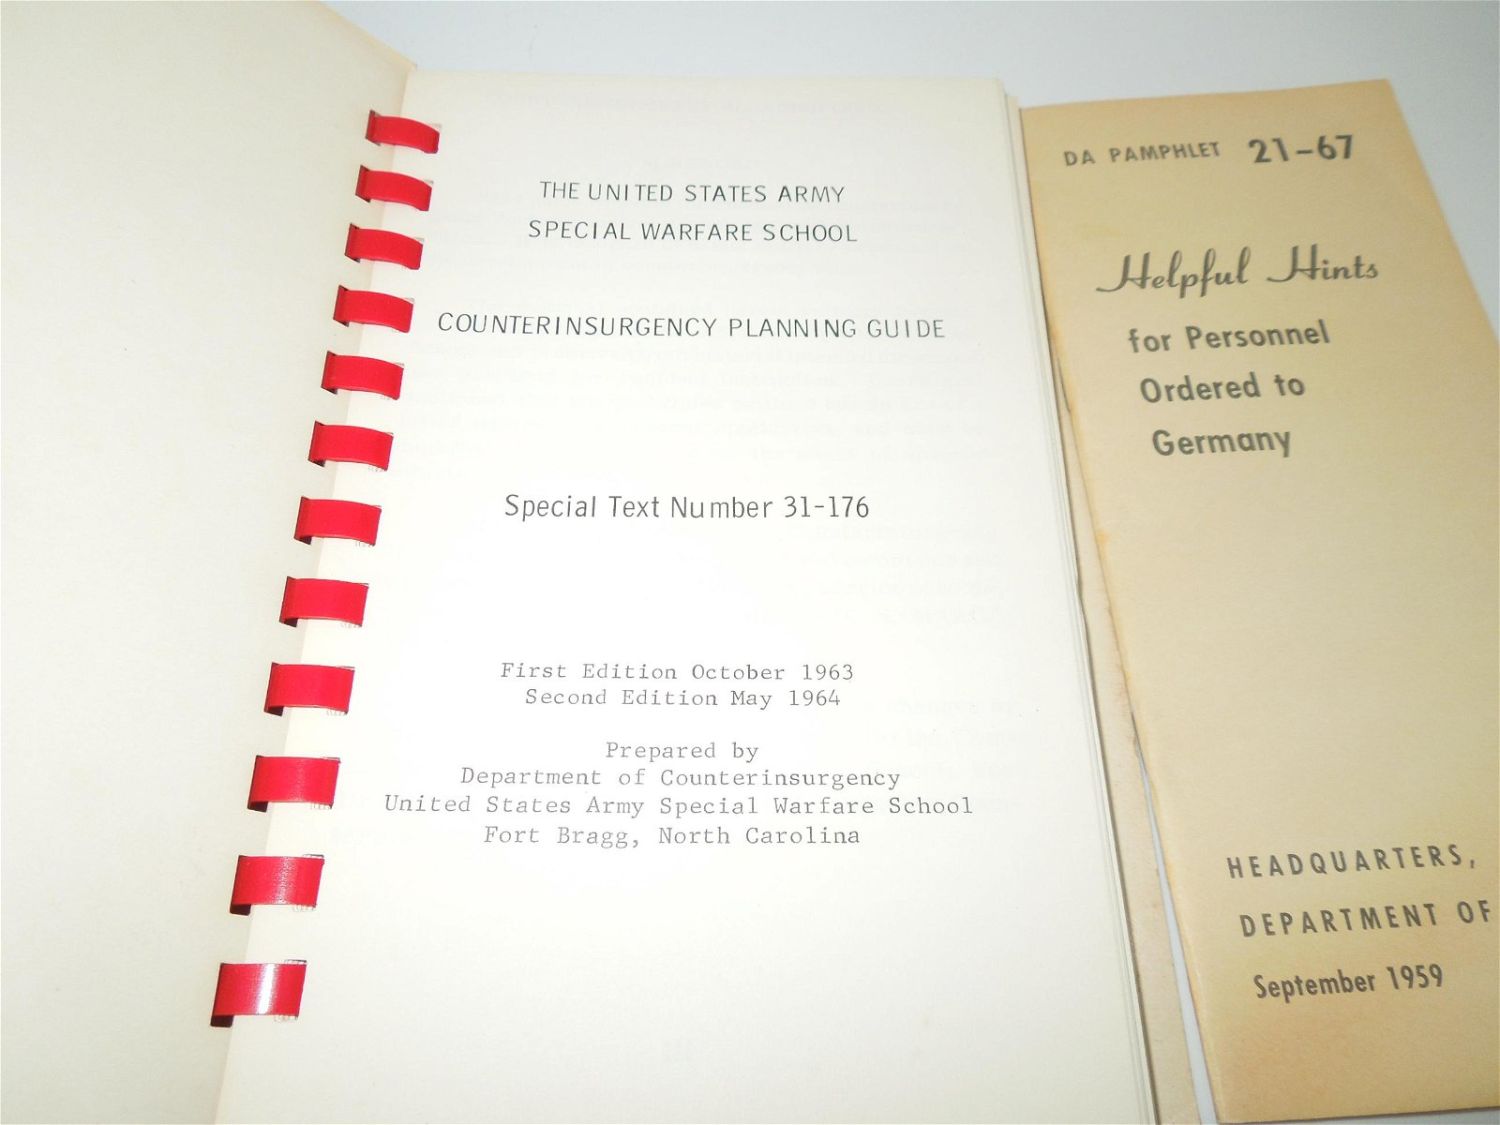 THE UNITED STATES ARMY
SPECIAL WARFARE SCHOOL
COUNTERINSURGENCY PLANNING GUIDE
Special Text Number 31-176
First Edition October 1963
Second Edition May 1964
Prepared by
Department of Counterinsurgency
United States Army Special Warfare School
Fort Bragg, North Carolina
DA PAMPHLET 21-67
Helpful Hints
for Personnel
Ordered to
Germany
HEADQUARTERS,
DEPARTMENT OF
September 1959